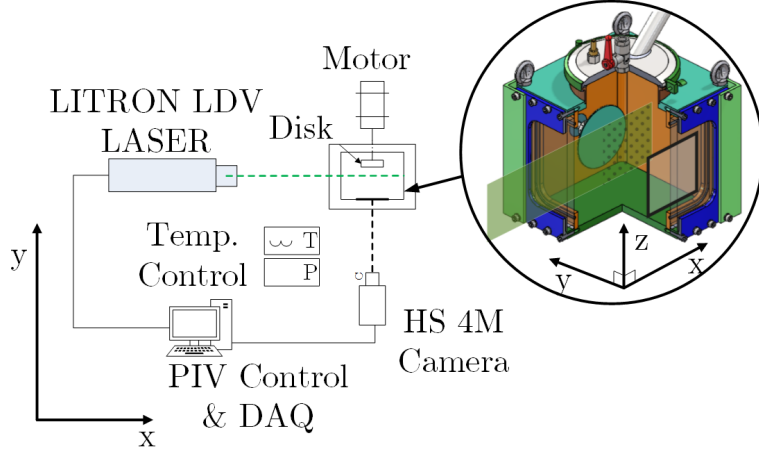 Motor
LITRON LDV
LASER
Disk
Temp.
Control
T
P
y
x
HS 4M
Camera
PIV Control
& DAQ
z
y
x